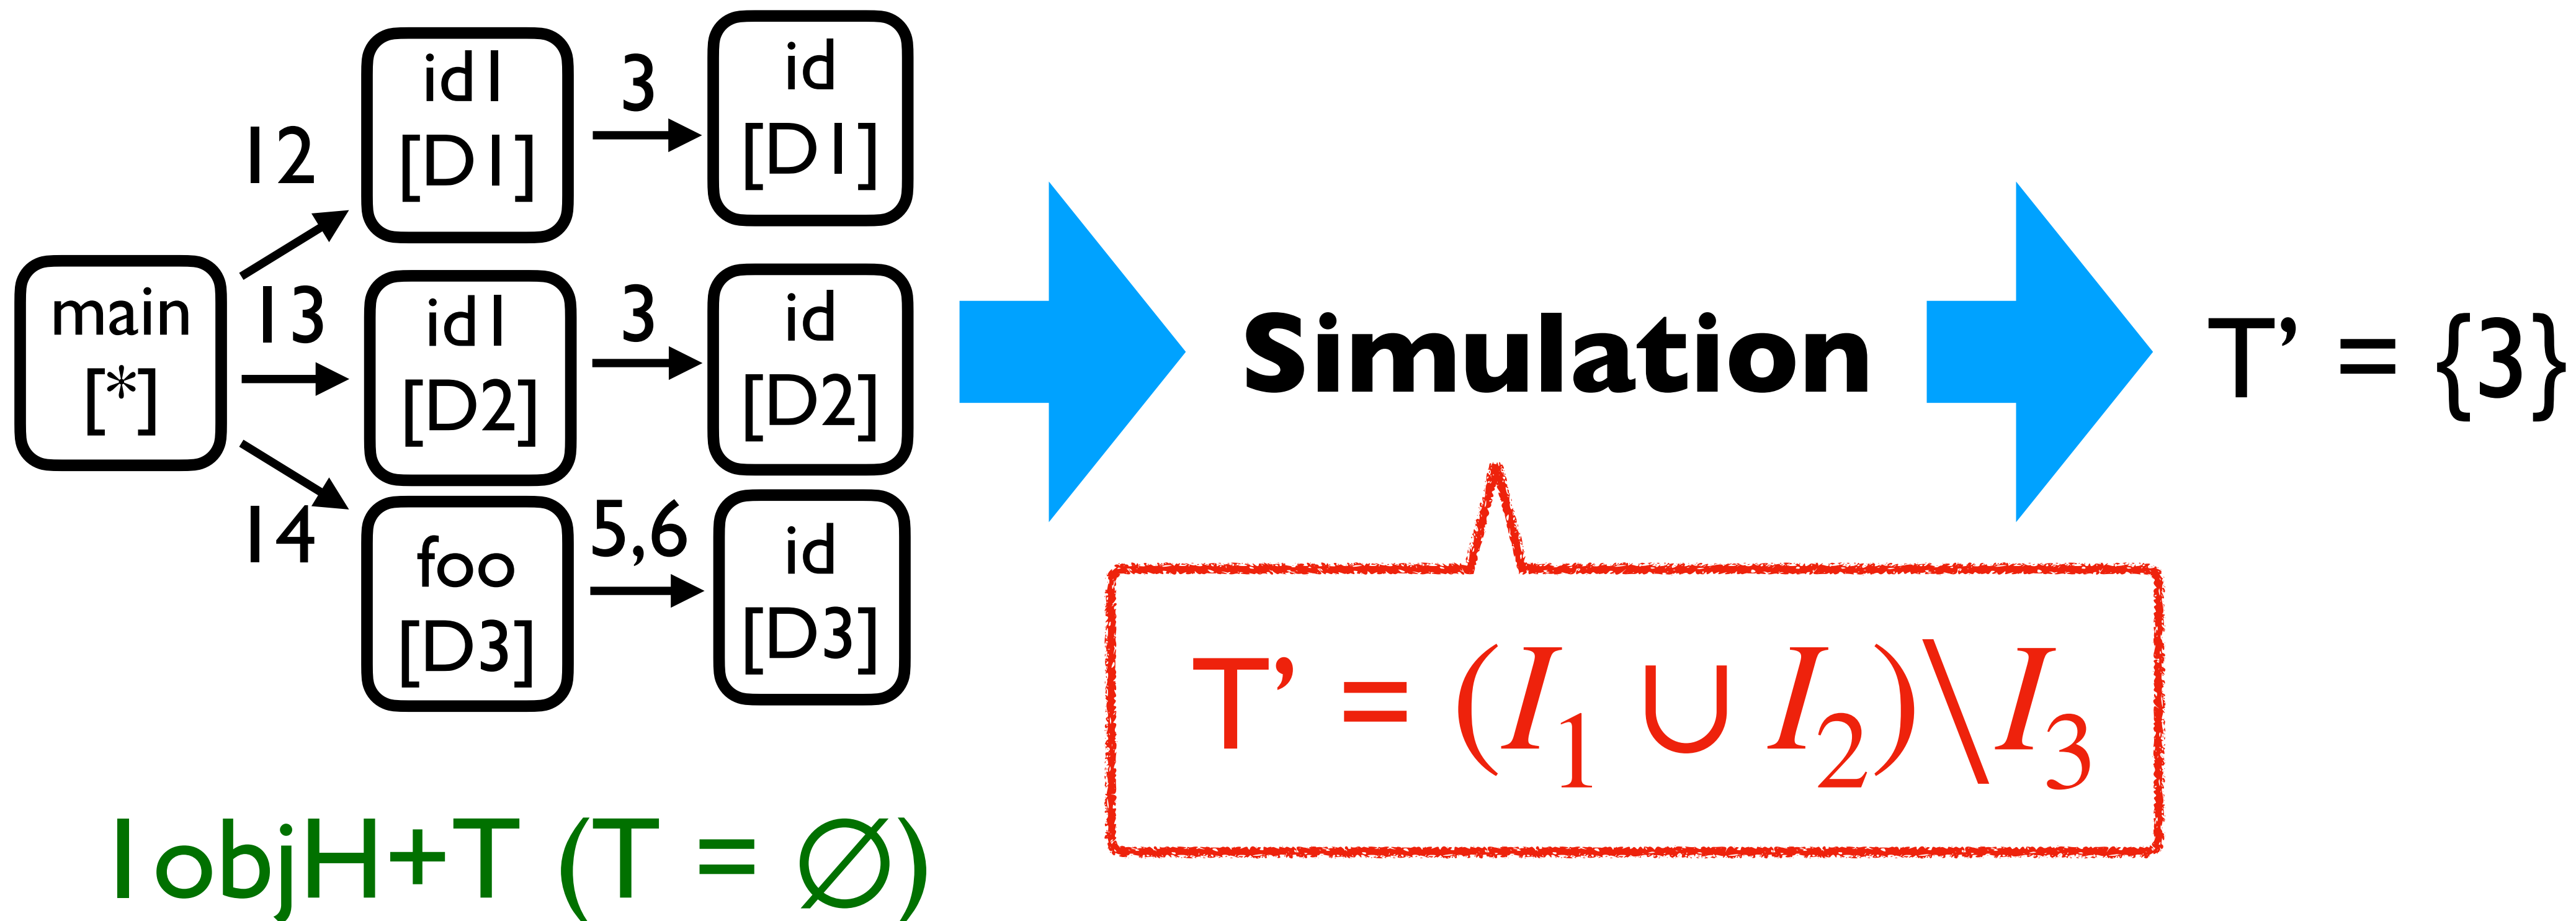 id1
[D1]
3
id
[D1]
12
main
[*]
13
id1
[D2]
3
id
[D2]
14
foo
[D3]
5,6
id
[D3]
Simulation
T’ = {3}
T’ = (I₁ ∪ I₂)\I₃
1objH+T (T = ∅)